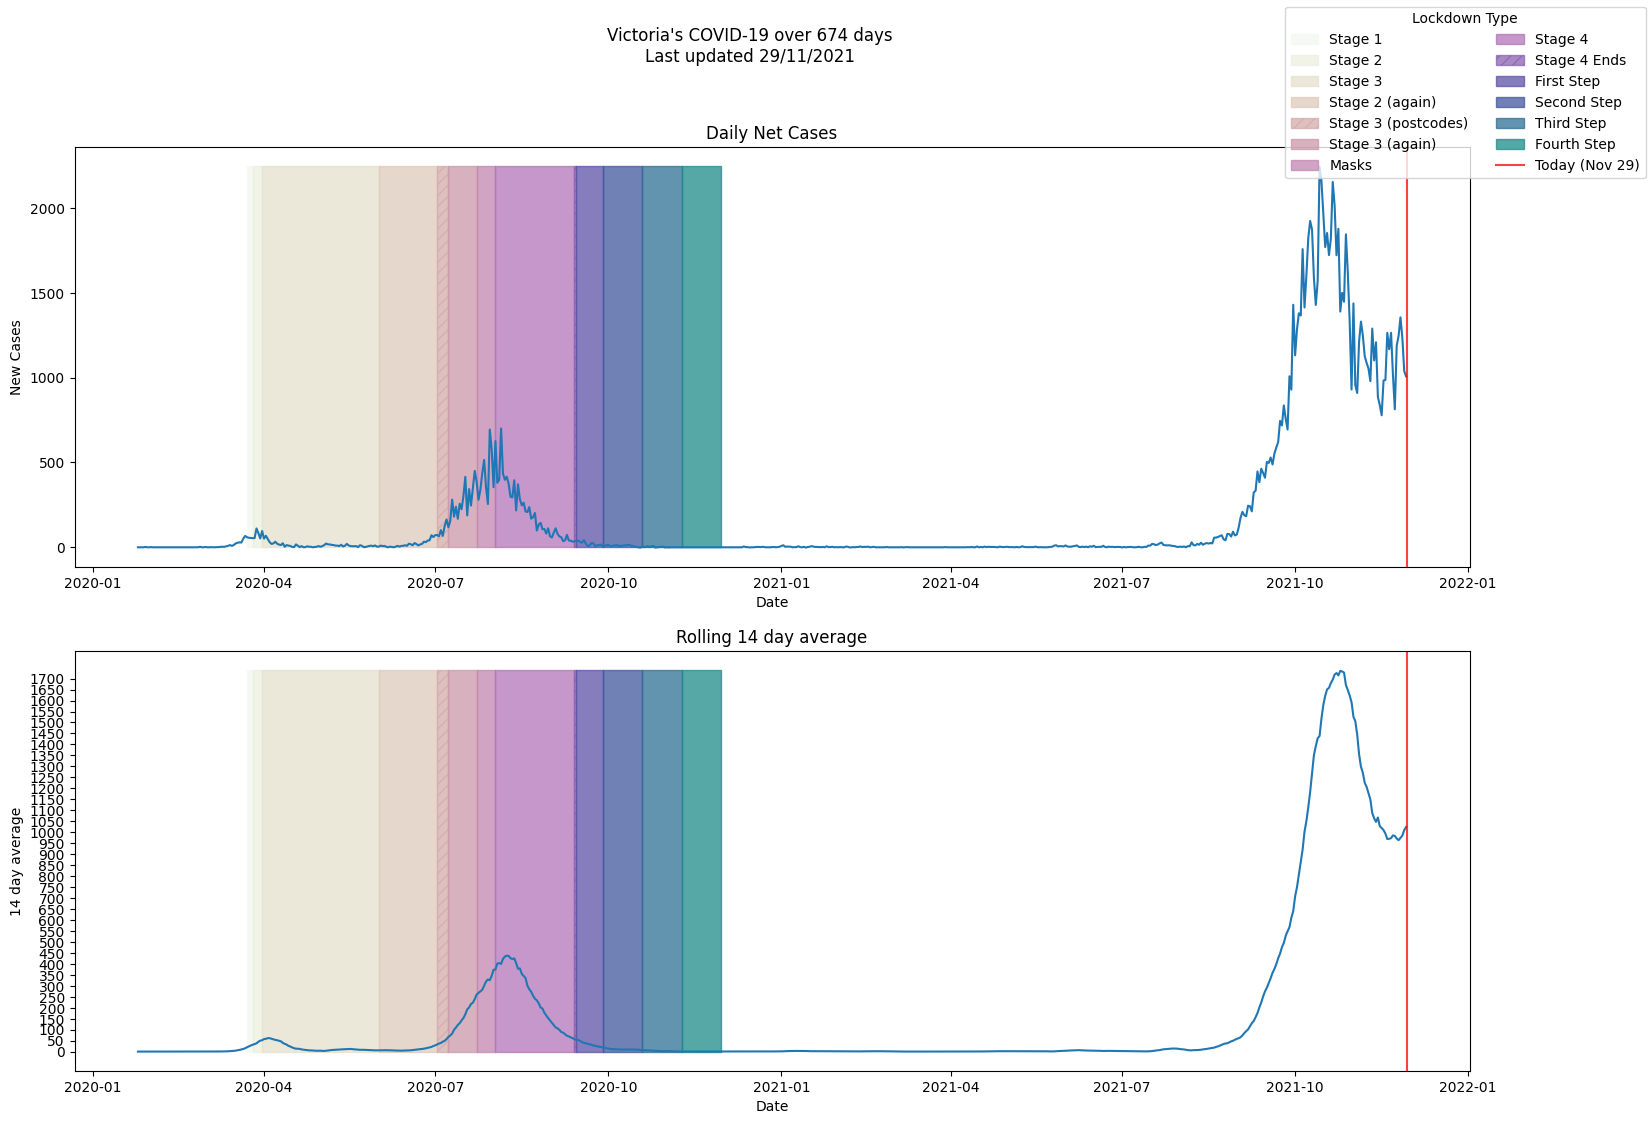 Victoria's COVID-19 over 674 days
Last updated 29/11/2021
Lockdown Type
Stage 1
Stage 2
Stage 3
Stage 2 (again)
Stage 3 (postcodes)
Stage 3 (again)
Masks
Stage 4
Stage 4 Ends
First Step
Second Step
Third Step
Fourth Step
Today (Nov 29)
Daily Net Cases
New Cases
2000
1500
1000
500
0
2020-01 2020-04 2020-07 2020-10 2021-01 2021-04 2021-07 2021-10 2022-01
Date
Rolling 14 day average
14 day average
1700
1650
1600
1550
1500
1450
1400
1350
1300
1250
1200
1150
1100
1050
1000
950
900
850
800
750
700
650
600
550
500
450
400
350
300
250
200
150
100
50
0
2020-01 2020-04 2020-07 2020-10 2021-01 2021-04 2021-07 2021-10 2022-01
Date